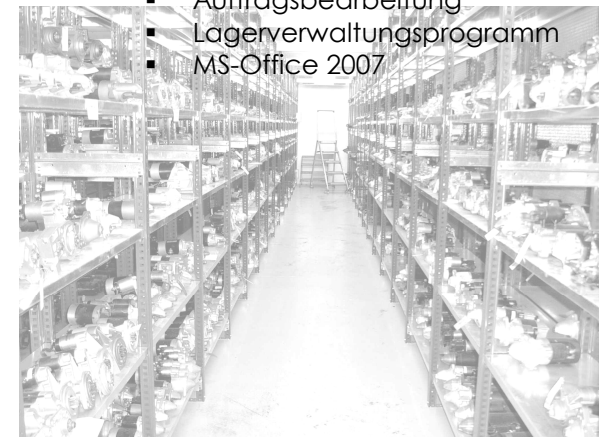 ▪ Auftragsbearbeitung
▪ Lagerverwaltungsprogramm
▪ MS-Office 2007